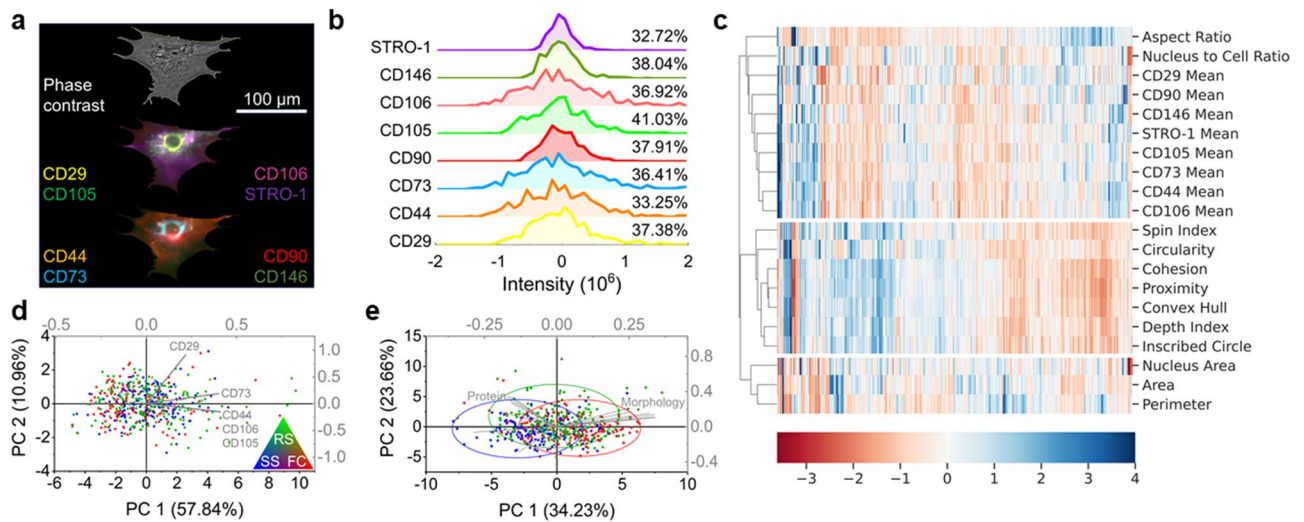 a
Phase
contrast
100 µm
CD29
CD106
CD105
STRO-1
CD44
CD90
CD73
CD146
b
STRO-1
32.72%
CD146
38.04%
CD106
36.92%
CD105
41.03%
CD90
37.91%
CD73
36.41%
CD44
33.25%
CD29
37.38%
-2 -1 0 1 2
Intensity (10⁶)
c
Aspect Ratio
Nucleus to Cell Ratio
CD29 Mean
CD90 Mean
CD146 Mean
STRO-1 Mean
CD105 Mean
CD73 Mean
CD44 Mean
CD106 Mean
Spin Index
Circularity
Cohesion
Proximity
Convex Hull
Depth Index
Inscribed Circle
Nucleus Area
Area
Perimeter
−3 −2 −1 0 1 2 3 4
d
-0.5 0.0 0.5
4
2
0
-2
-4
PC 2 (10.96%)
1.0
0.5
0.0
-0.5
-1.0
CD29
CD73
CD44
CD106
CD105
RS
SS FC
-4 -2 0 2 4 6 8 10
PC 1 (57.84%)
e
-0.25 0.00 0.25
15
10
5
0
-5
PC 2 (23.66%)
0.8
0.4
0.0
-0.4
Protein
Morphology
-10 -5 0 5 10
PC 1 (34.23%)